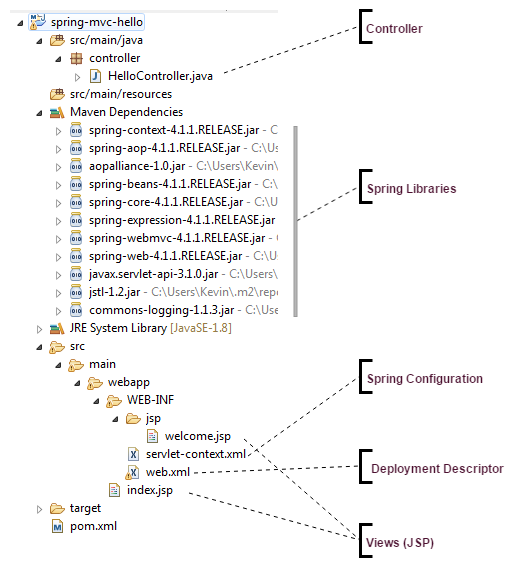 spring-mvc-hello
src/main/java
controller
HelloController.java
src/main/resources
Maven Dependencies
spring-context-4.1.1.RELEASE.jar - C:
spring-aop-4.1.1.RELEASE.jar - C:\U
aopalliance-1.0.jar - C:\Users\Kevin\.
spring-beans-4.1.1.RELEASE.jar - C:\
spring-core-4.1.1.RELEASE.jar - C:\U
spring-expression-4.1.1.RELEASE.jar
spring-webmvc-4.1.1.RELEASE.jar -
spring-web-4.1.1.RELEASE.jar - C:\U
javax.servlet-api-3.1.0.jar - C:\Users\
jstl-1.2.jar - C:\Users\Kevin\.m2\repo
commons-logging-1.1.3.jar - C:\User
JRE System Library [JavaSE-1.8]
src
main
webapp
WEB-INF
jsp
welcome.jsp
servlet-context.xml
web.xml
index.jsp
target
pom.xml
Controller
Spring Libraries
Spring Configuration
Deployment Descriptor
Views (JSP)